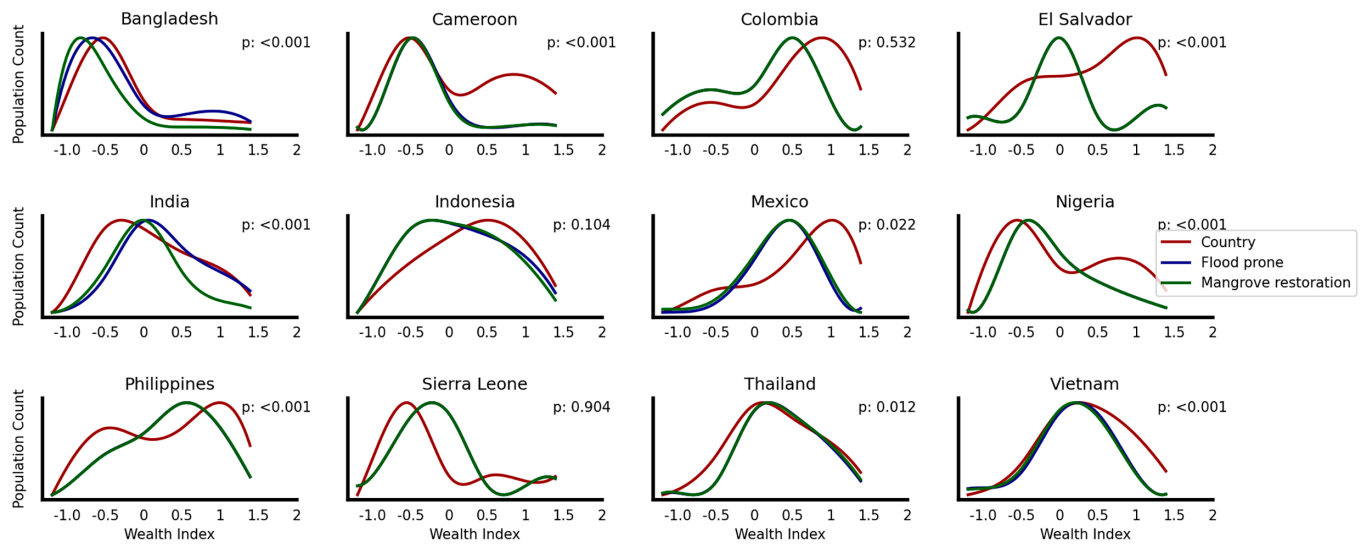 Bangladesh
Cameroon
Colombia
El Salvador
Population Count
p: <0.001
p: <0.001
p: 0.532
p: <0.001
-1.0 -0.5 0 0.5 1 1.5 2
-1.0 -0.5 0 0.5 1 1.5 2
-1.0 -0.5 0 0.5 1 1.5 2
-1.0 -0.5 0 0.5 1 1.5 2
India
Indonesia
Mexico
Nigeria
Population Count
p: <0.001
p: 0.104
p: 0.022
p: <0.001
Country
Flood prone
Mangrove restoration
-1.0 -0.5 0 0.5 1 1.5 2
-1.0 -0.5 0 0.5 1 1.5 2
-1.0 -0.5 0 0.5 1 1.5 2
-1.0 -0.5 0 0.5 1 1.5 2
Philippines
Sierra Leone
Thailand
Vietnam
Population Count
p: <0.001
p: 0.904
p: 0.012
p: <0.001
-1.0 -0.5 0 0.5 1 1.5 2
-1.0 -0.5 0 0.5 1 1.5 2
-1.0 -0.5 0 0.5 1 1.5 2
-1.0 -0.5 0 0.5 1 1.5 2
Wealth Index
Wealth Index
Wealth Index
Wealth Index